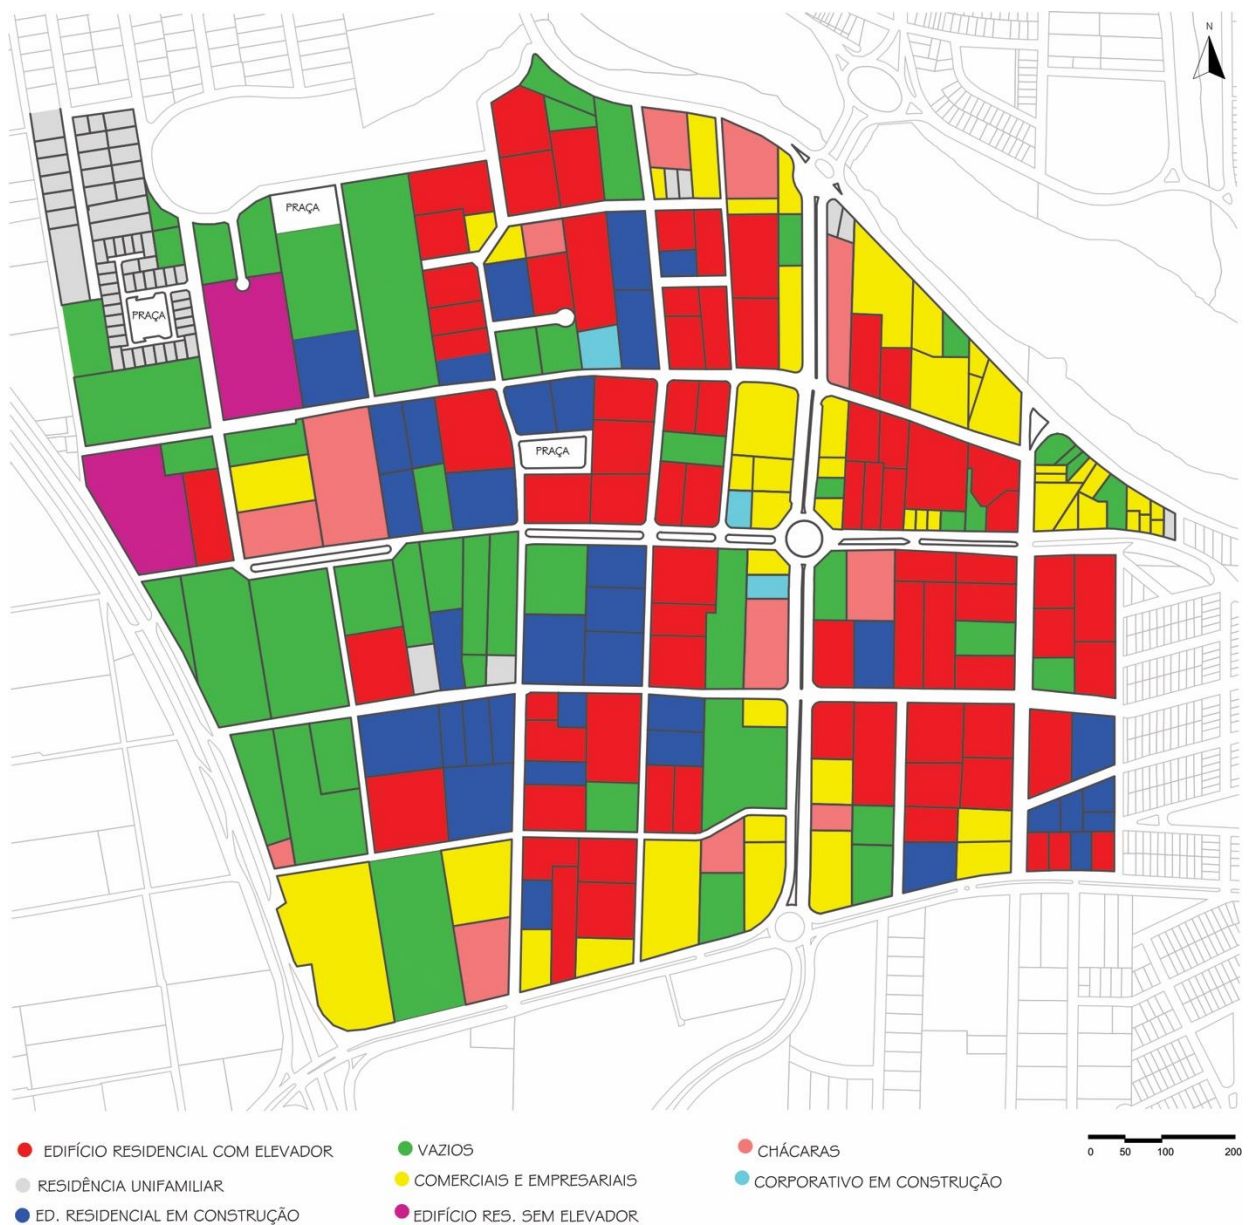 N
PRAÇA
PRAÇA
PRAÇA
EDIFÍCIO RESIDENCIAL COM ELEVADOR
VAZIOS
CHÁCARAS
0 50 100 200
RESIDÊNCIA UNIFAMILIAR
COMERCIAIS E EMPRESARIAIS
CORPORATIVO EM CONSTRUÇÃO
ED. RESIDENCIAL EM CONSTRUÇÃO
EDIFÍCIO RES. SEM ELEVADOR